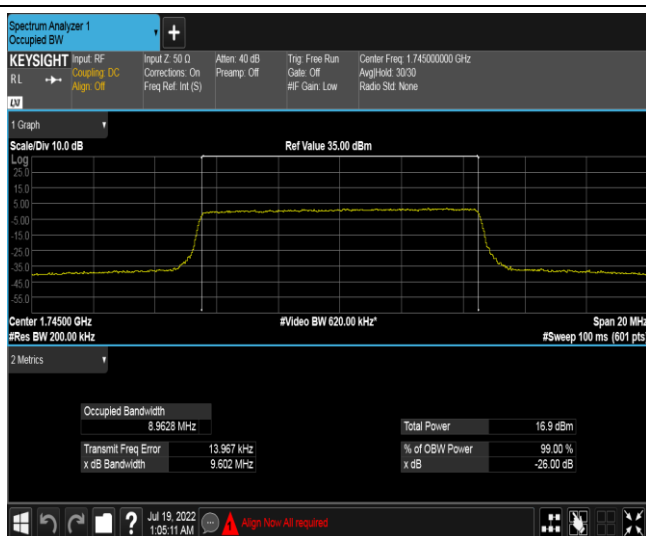 Spectrum Analyzer 1
Occupied BW
+
KEYSIGHT Input: RF Input Z: 50 Ω Atten: 40 dB Trig: Free Run Center Freq: 1.745000000 GHz
RL Coupling: DC Corrections: On Preamp: Off Gate: Off Avg|Hold: 30/30
Align: Off Freq Ref: Int (S) #IF Gain: Low Radio Std: None
LXI
1 Graph
Scale/Div 10.0 dB Ref Value 35.00 dBm
Log
25.0
15.0
5.00
-5.00
-15.0
-25.0
-35.0
-45.0
-55.0
Center 1.74500 GHz #Video BW 620.00 kHz* Span 20 MHz
#Res BW 200.00 kHz #Sweep 100 ms (601 pts)
2 Metrics
Occupied Bandwidth
8.9628 MHz Total Power 16.9 dBm
Transmit Freq Error 13.967 kHz % of OBW Power 99.00 %
x dB Bandwidth 9.602 MHz x dB -26.00 dB
? Jul 19, 2022
1:05:11 AM
Align Now All required